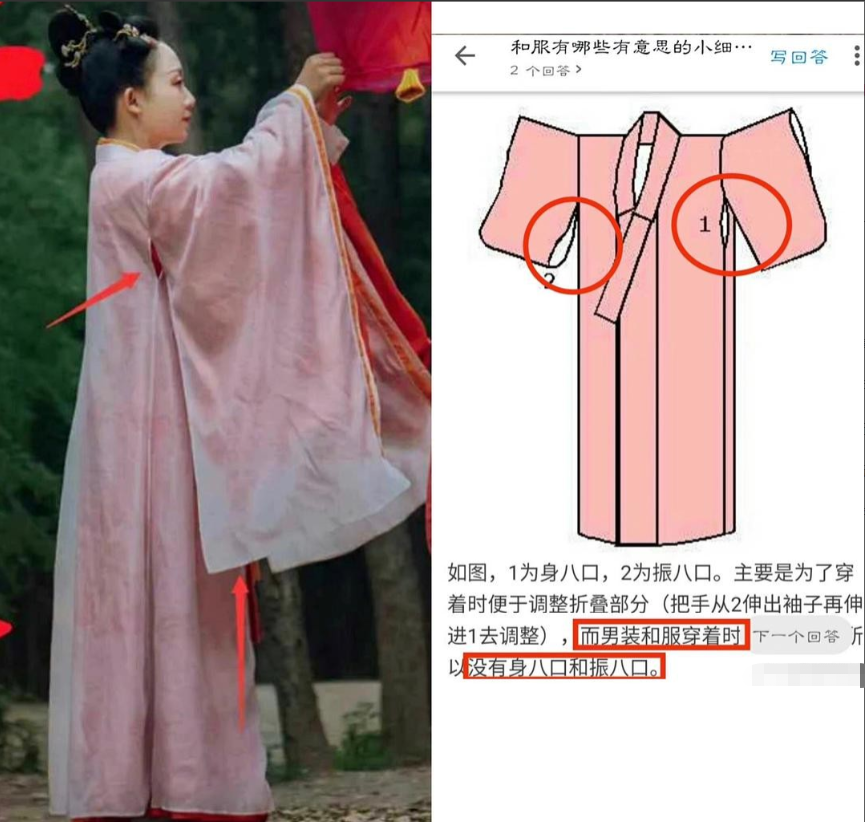 和服有哪些有意思的小细…
2 个回答>
写回答
1
2
如图，1为身八口，2为振八口。主要是为了穿
着时便于调整折叠部分（把手从2伸出袖子再伸
进1去调整），而男装和服穿着时 下一个回答 所
以没有身八口和振八口。